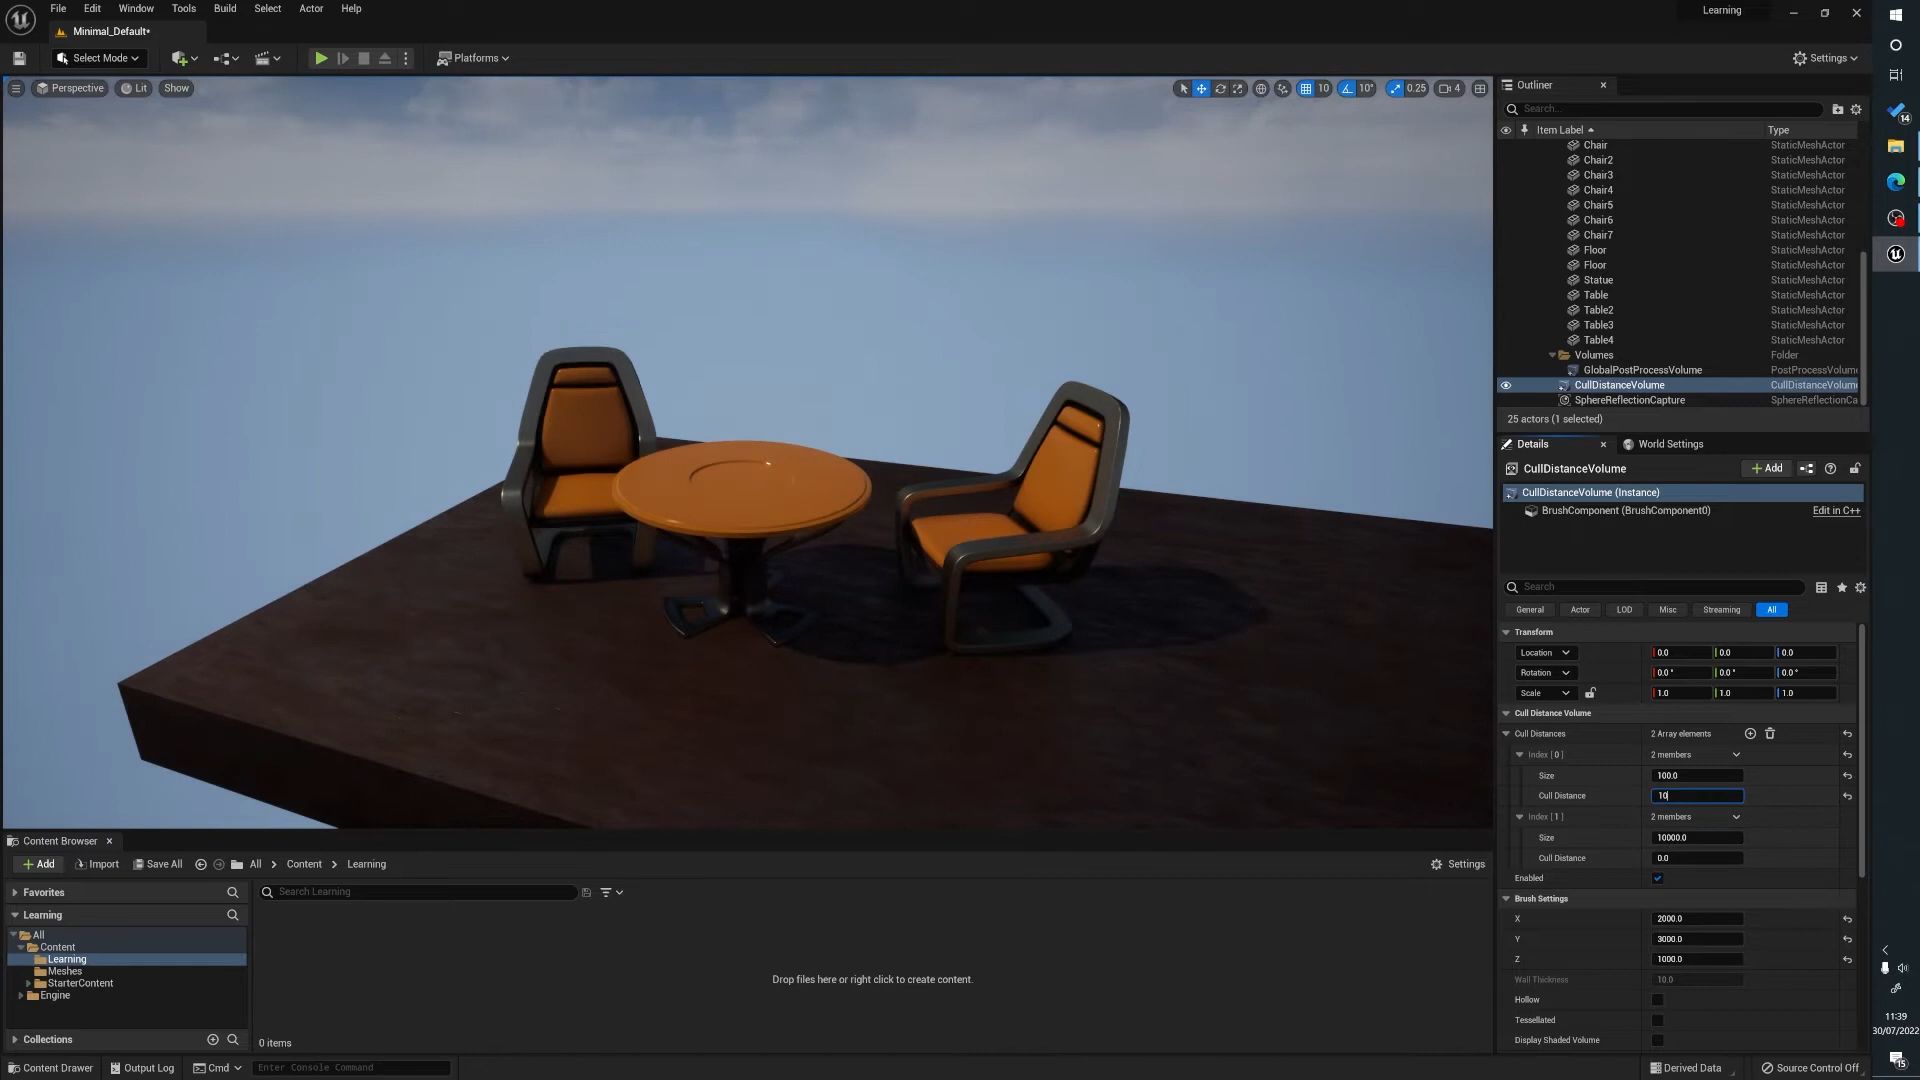 File Edit Window Tools Build Select Actor Help
Learning
Minimal_Default*
Select Mode
Platforms
Settings
Perspective Lit Show
10 10° 0.25 4
Outliner
Search...
Item Label Type
Chair StaticMeshActor
Chair2 StaticMeshActor
Chair3 StaticMeshActor
Chair4 StaticMeshActor
Chair5 StaticMeshActor
Chair6 StaticMeshActor
Chair7 StaticMeshActor
Floor StaticMeshActor
Floor StaticMeshActor
Statue StaticMeshActor
Table StaticMeshActor
Table2 StaticMeshActor
Table3 StaticMeshActor
Table4 StaticMeshActor
Volumes Folder
GlobalPostProcessVolume PostProcessVolume
CullDistanceVolume CullDistanceVolume
SphereReflectionCapture SphereReflectionCa
25 actors (1 selected)
Details World Settings
CullDistanceVolume + Add
CullDistanceVolume (Instance)
BrushComponent (BrushComponent0) Edit in C++
Search
General Actor LOD Misc Streaming All
Transform
Location 0.0 0.0 0.0
Rotation 0.0 ° 0.0 ° 0.0 °
Scale 1.0 1.0 1.0
Cull Distance Volume
Cull Distances 2 Array elements
Index [ 0 ] 2 members
Size 100.0
Cull Distance 10
Index [ 1 ] 2 members
Size 10000.0
Cull Distance 0.0
Enabled
Brush Settings
X 2000.0
Y 3000.0
Z 1000.0
Wall Thickness 10.0
Hollow
Tessellated
Display Shaded Volume
Content Browser
+ Add Import Save All All > Content > Learning Settings
Favorites
Search Learning
Learning
All
Content
Learning
Meshes
StarterContent
Engine
Drop files here or right click to create content.
Collections
0 items
Content Drawer Output Log Cmd Enter Console Command
Derived Data Source Control Off
14
11:39
30/07/2022
15